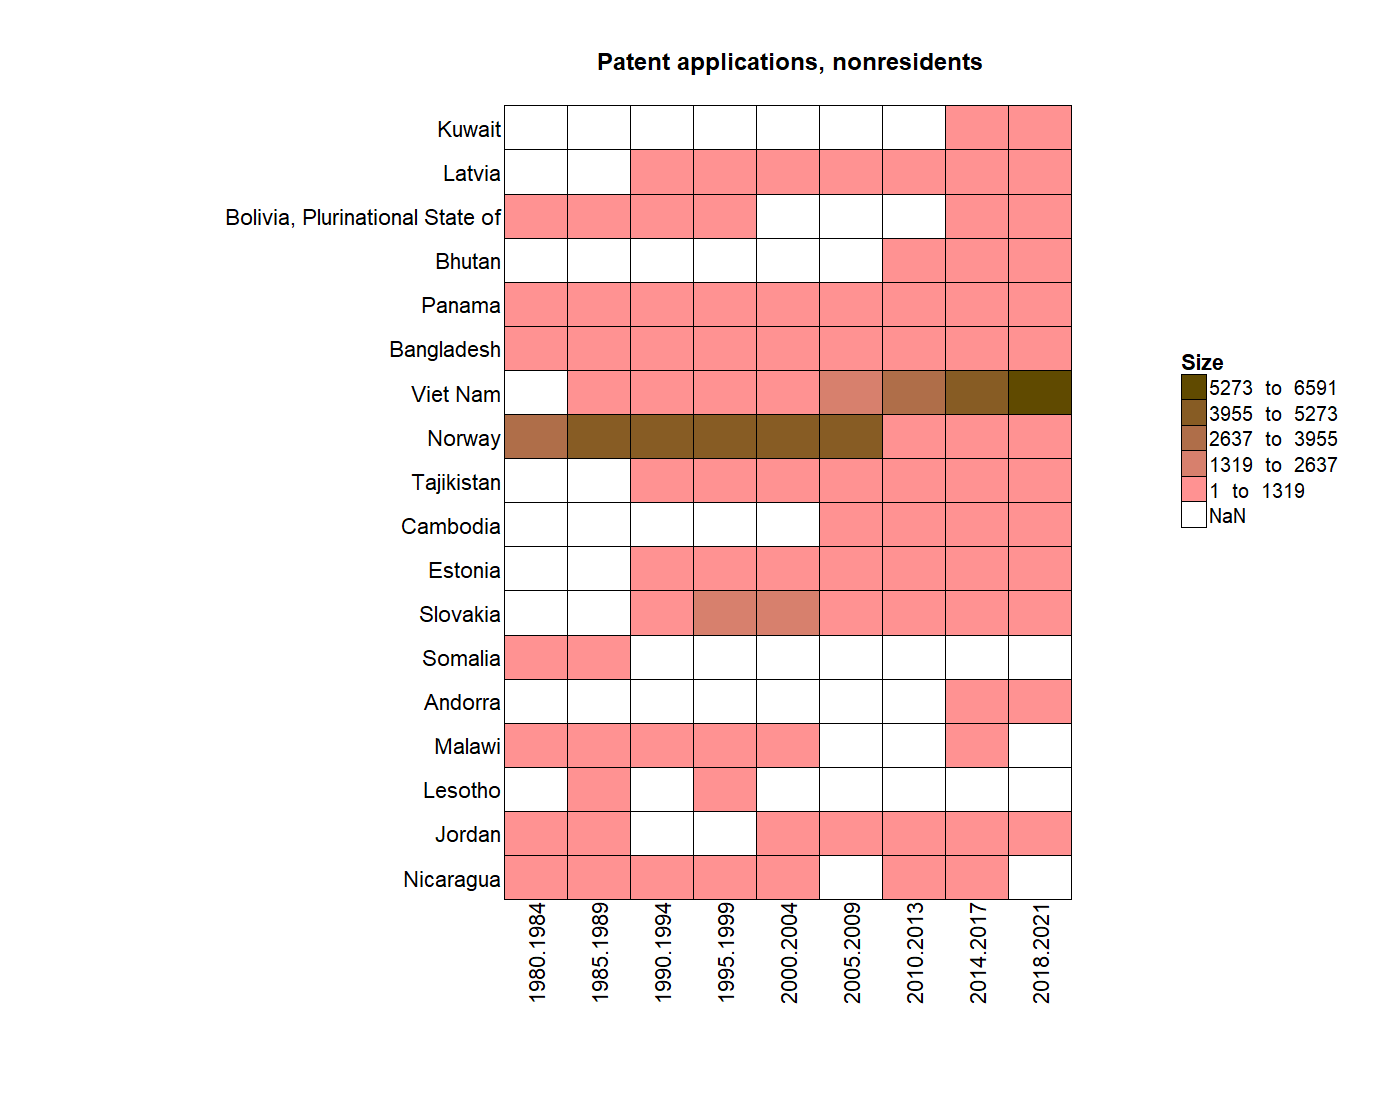 Patent applications, nonresidents
Kuwait
Latvia
Bolivia, Plurinational State of
Bhutan
Panama
Bangladesh
Viet Nam
Norway
Tajikistan
Cambodia
Estonia
Slovakia
Somalia
Andorra
Malawi
Lesotho
Jordan
Nicaragua
1980.1984
1985.1989
1990.1994
1995.1999
2000.2004
2005.2009
2010.2013
2014.2017
2018.2021
Size
5273 to 6591
3955 to 5273
2637 to 3955
1319 to 2637
1 to 1319
NaN